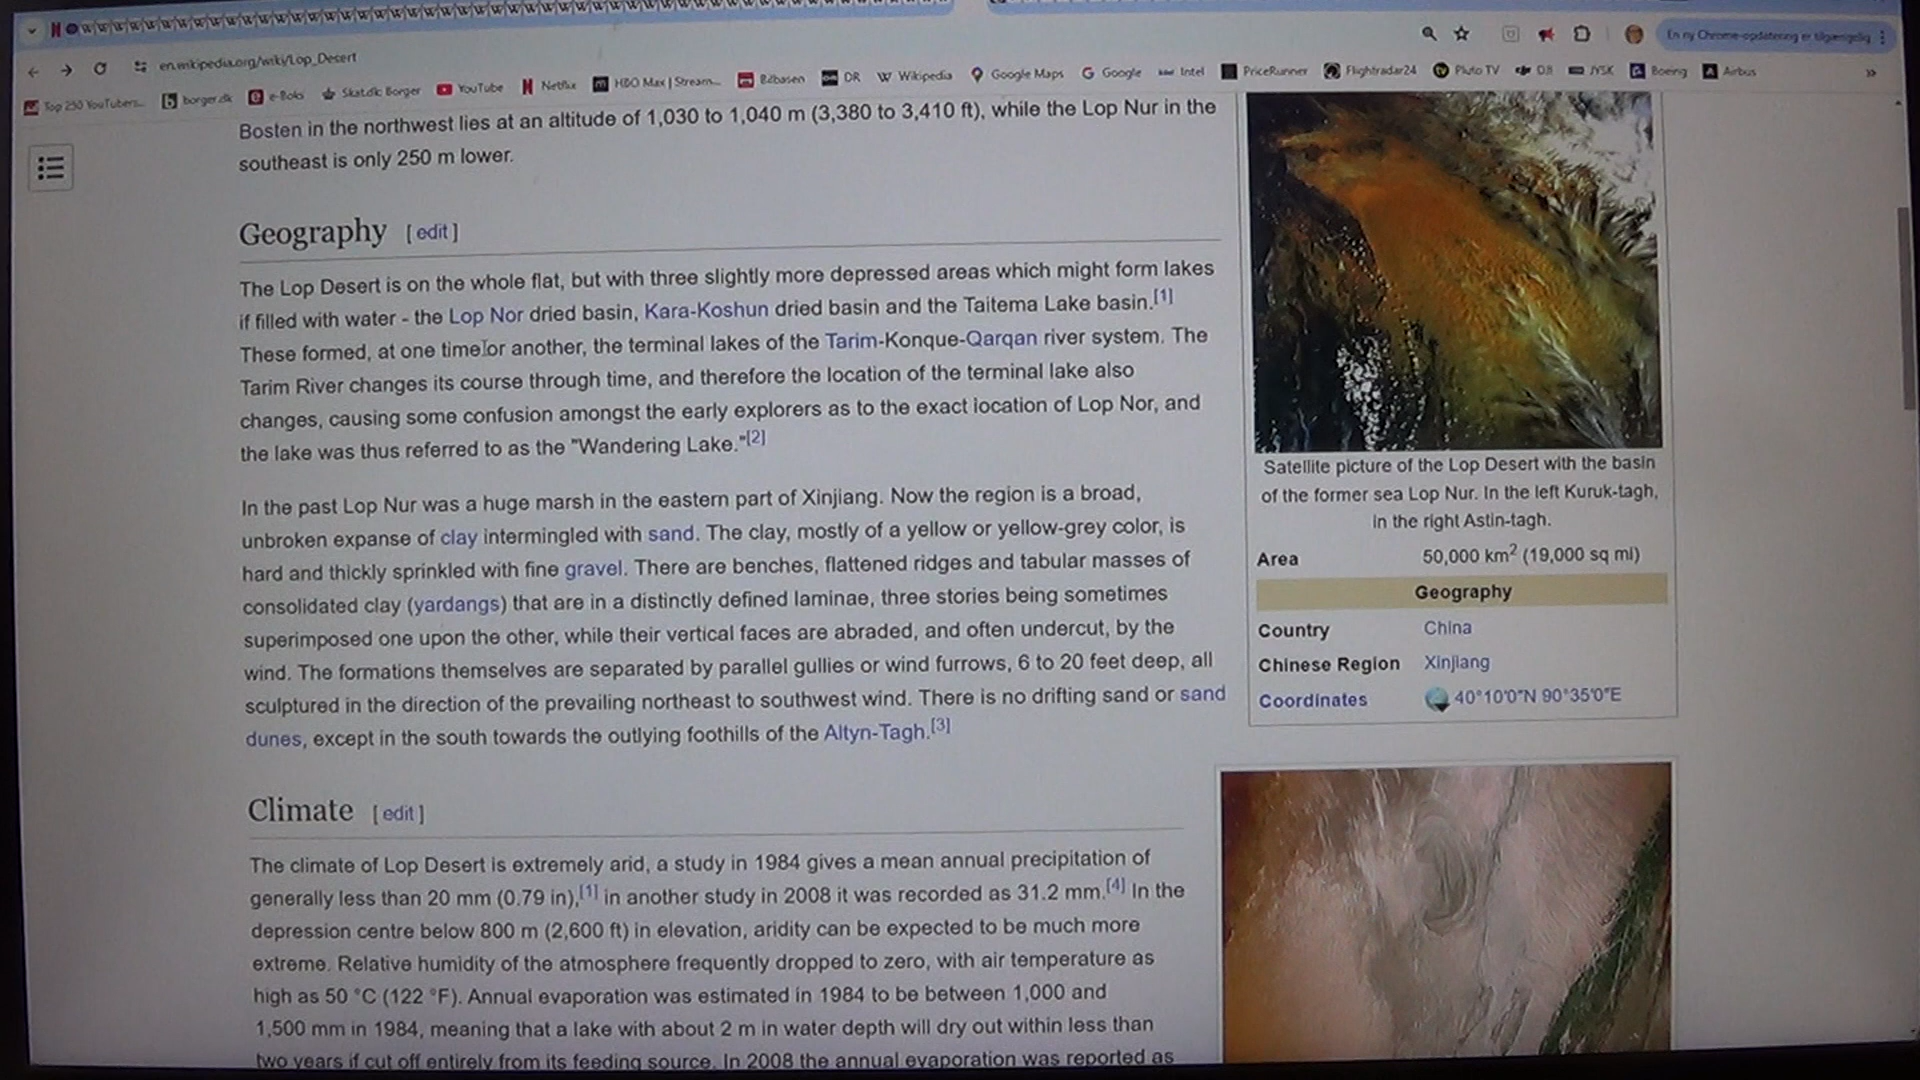 En ny Chrome-opdatering er tilgængelig
en.wikipedia.org/wiki/Lop_Desert
Top 250 YouTubers... borger.dk e-Boks Skat.dk: Borger YouTube Netflix HBO Max | Stream... Bilbasen DR Wikipedia Google Maps Google Intel PriceRunner Flightradar24 Pluto TV DJI JYSK Boeing Airbus
Bosten in the northwest lies at an altitude of 1,030 to 1,040 m (3,380 to 3,410 ft), while the Lop Nur in the
southeast is only 250 m lower.
Geography [ edit ]
The Lop Desert is on the whole flat, but with three slightly more depressed areas which might form lakes
if filled with water - the Lop Nor dried basin, Kara-Koshun dried basin and the Taitema Lake basin.[1]
These formed, at one time or another, the terminal lakes of the Tarim-Konque-Qarqan river system. The
Tarim River changes its course through time, and therefore the location of the terminal lake also
changes, causing some confusion amongst the early explorers as to the exact location of Lop Nor, and
the lake was thus referred to as the "Wandering Lake."[2]
In the past Lop Nur was a huge marsh in the eastern part of Xinjiang. Now the region is a broad,
unbroken expanse of clay intermingled with sand. The clay, mostly of a yellow or yellow-grey color, is
hard and thickly sprinkled with fine gravel. There are benches, flattened ridges and tabular masses of
consolidated clay (yardangs) that are in a distinctly defined laminae, three stories being sometimes
superimposed one upon the other, while their vertical faces are abraded, and often undercut, by the
wind. The formations themselves are separated by parallel gullies or wind furrows, 6 to 20 feet deep, all
sculptured in the direction of the prevailing northeast to southwest wind. There is no drifting sand or sand
dunes, except in the south towards the outlying foothills of the Altyn-Tagh.[3]
Climate [ edit ]
The climate of Lop Desert is extremely arid, a study in 1984 gives a mean annual precipitation of
generally less than 20 mm (0.79 in),[1] in another study in 2008 it was recorded as 31.2 mm.[4] In the
depression centre below 800 m (2,600 ft) in elevation, aridity can be expected to be much more
extreme. Relative humidity of the atmosphere frequently dropped to zero, with air temperature as
high as 50 °C (122 °F). Annual evaporation was estimated in 1984 to be between 1,000 and
1,500 mm in 1984, meaning that a lake with about 2 m in water depth will dry out within less than
two years if cut off entirely from its feeding source. In 2008 the annual evaporation was reported as
Satellite picture of the Lop Desert with the basin
of the former sea Lop Nur. In the left Kuruk-tagh,
in the right Astin-tagh.
Area 50,000 km² (19,000 sq mi)
Geography
Country China
Chinese Region Xinjiang
Coordinates 40°10′0″N 90°35′0″E